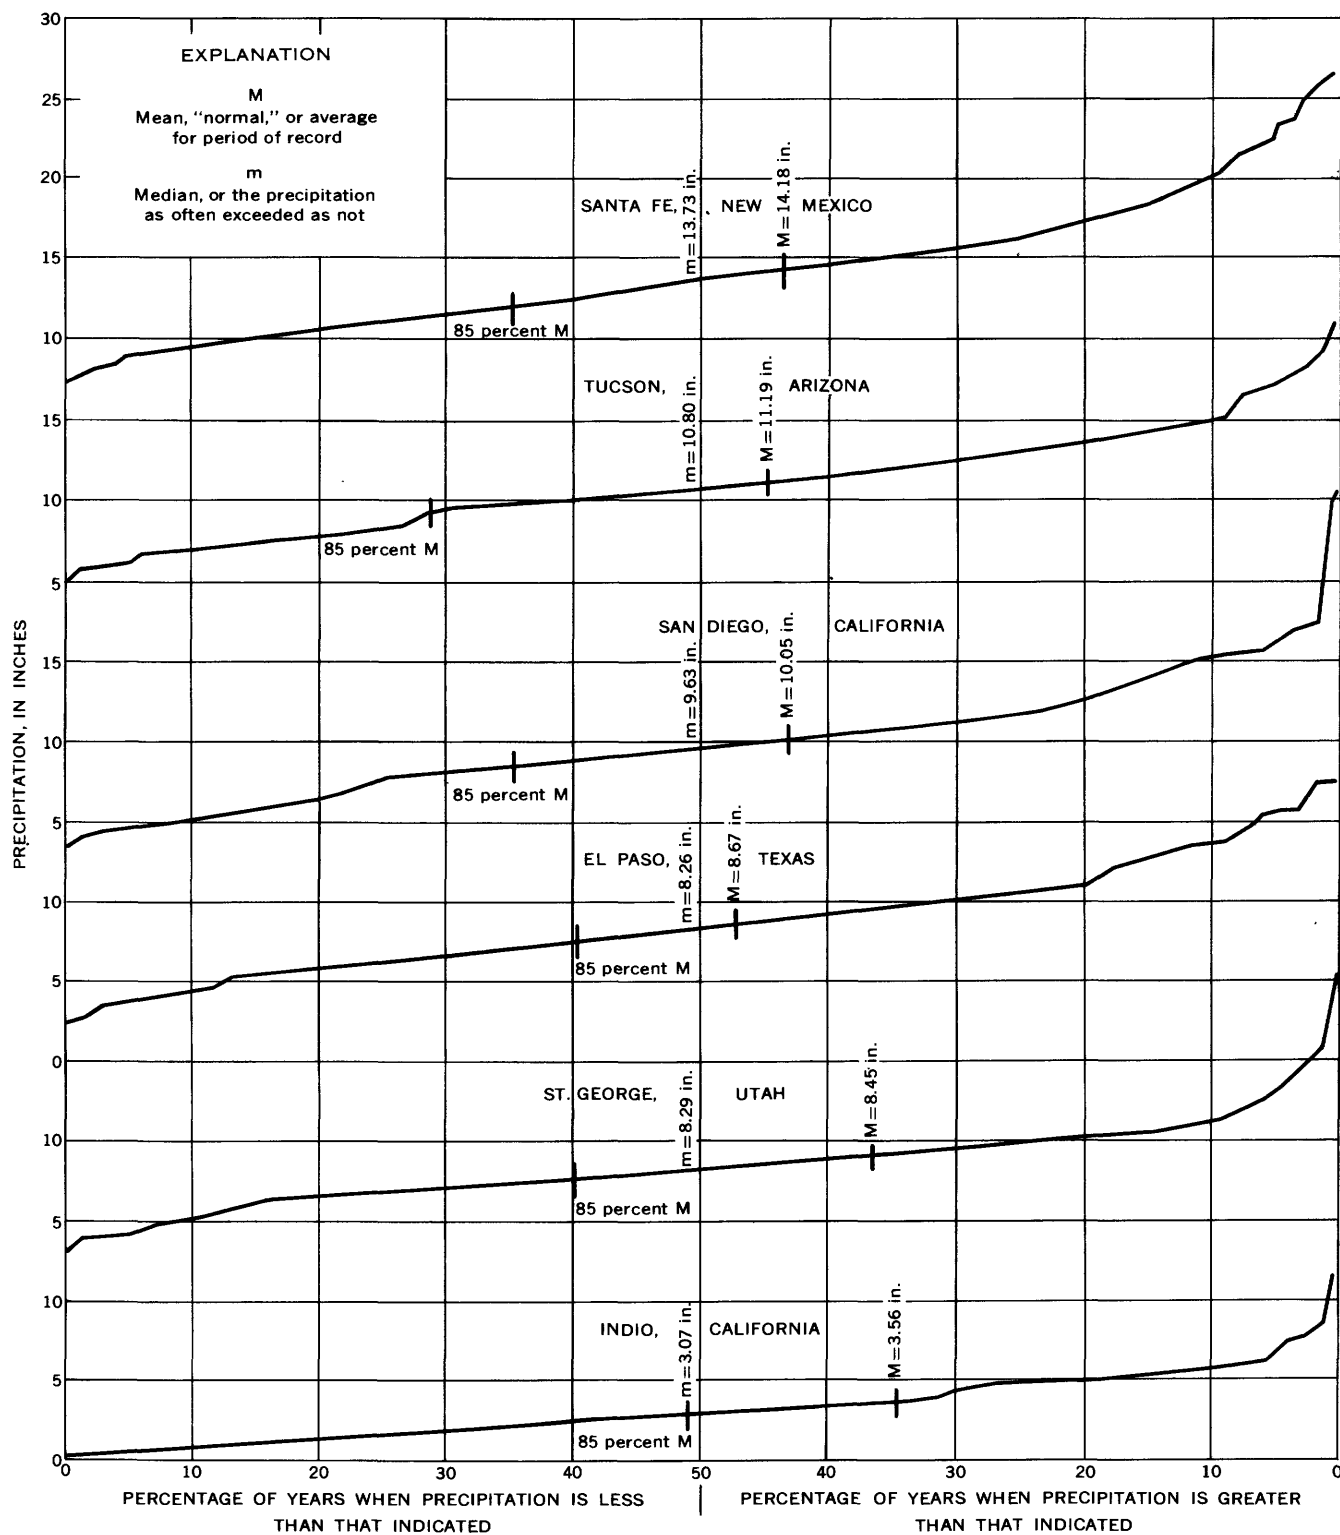 30
EXPLANATION
M
Mean, “normal,” or average
for period of record
m
Median, or the precipitation
as often exceeded as not
25
20
15
10
SANTA FE, NEW MEXICO
m=13.73 in.
M=14.18 in.
85 percent M
TUCSON, ARIZONA
m=10.80 in.
M=11.19 in.
85 percent M
15
10
5
SAN DIEGO, CALIFORNIA
m=9.63 in.
M=10.05 in.
85 percent M
15
10
5
EL PASO, TEXAS
m=8.26 in.
M=8.67 in.
85 percent M
10
5
0
ST. GEORGE, UTAH
m=8.29 in.
M=8.45 in.
85 percent M
10
5
INDIO, CALIFORNIA
m=3.07 in.
M=3.56 in.
85 percent M
10
5
0
PRECIPITATION, IN INCHES
0 10 20 30 40 50 40 30 20 10 0
PERCENTAGE OF YEARS WHEN PRECIPITATION IS LESS
THAN THAT INDICATED
PERCENTAGE OF YEARS WHEN PRECIPITATION IS GREATER
THAN THAT INDICATED